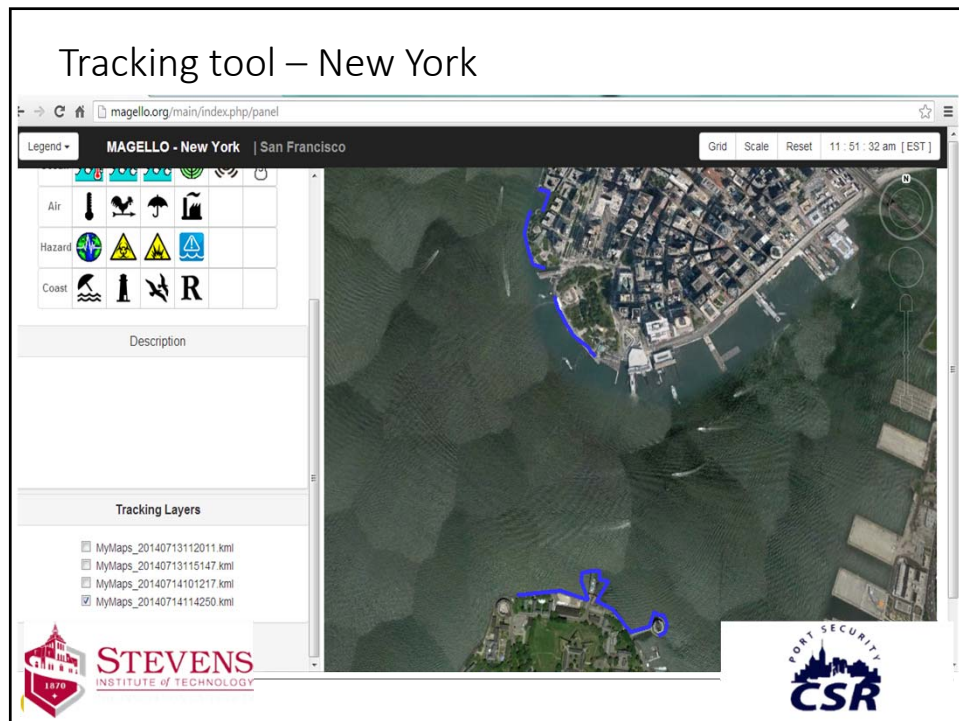 Tracking tool – New York
magello.org/main/index.php/panel
Legend MAGELLO - New York | San Francisco Grid Scale Reset 11 : 51 : 32 am [ EST ]
Air
Hazard
Coast R
Description
Tracking Layers
MyMaps_20140713112011.kml
MyMaps_20140713115147.kml
MyMaps_20140714101217.kml
MyMaps_20140714114250.kml
N
1870
STEVENS
INSTITUTE of TECHNOLOGY
PORT SECURITY
CSR